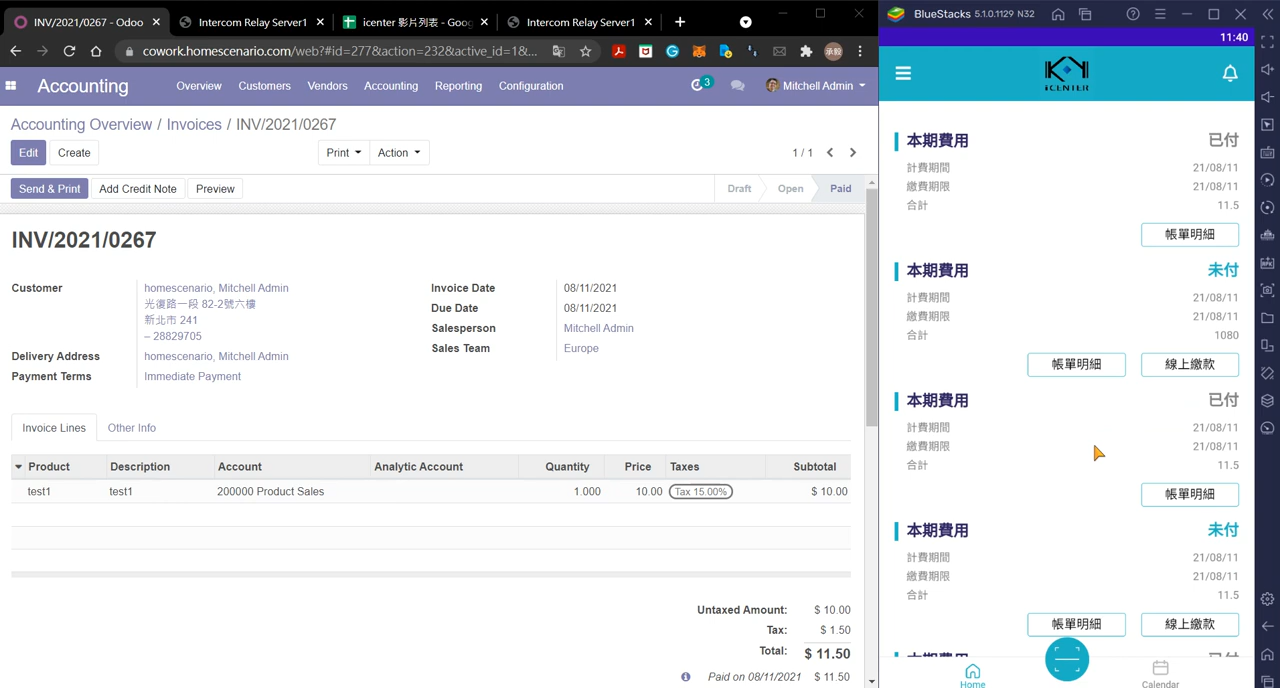 INV/2021/0267 - Odoo
Intercom Relay Server1
icenter 影片列表 - Goog
Intercom Relay Server1
cowork.homescenario.com/web?#id=277&action=232&active_id=1&...
承毅
Accounting
Overview
Customers
Vendors
Accounting
Reporting
Configuration
3
Mitchell Admin
Accounting Overview / Invoices / INV/2021/0267
Edit
Create
Print
Action
1 / 1
Send & Print
Add Credit Note
Preview
Draft
Open
Paid
INV/2021/0267
Customer
homescenario, Mitchell Admin
光復路一段 82-2號六樓
新北市 241
– 28829705
Delivery Address
homescenario, Mitchell Admin
Payment Terms
Immediate Payment
Invoice Date
08/11/2021
Due Date
08/11/2021
Salesperson
Mitchell Admin
Sales Team
Europe
Invoice Lines
Other Info
Product Description Account Analytic Account Quantity Price Taxes Subtotal
test1 test1 200000 Product Sales 1.000 10.00 Tax 15.00% $ 10.00
Untaxed Amount: $ 10.00
Tax: $ 1.50
Total: $ 11.50
Paid on 08/11/2021 $ 11.50
BlueStacks 5.1.0.1129 N32
11:40
iCENTER
本期費用 已付
計費期間 21/08/11
繳費期限 21/08/11
合計 11.5
帳單明細
本期費用 未付
計費期間 21/08/11
繳費期限 21/08/11
合計 1080
帳單明細 線上繳款
本期費用 已付
計費期間 21/08/11
繳費期限 21/08/11
合計 11.5
帳單明細
本期費用 未付
計費期間 21/08/11
繳費期限 21/08/11
合計 11.5
帳單明細 線上繳款
本期費用 已付
Home
Calendar